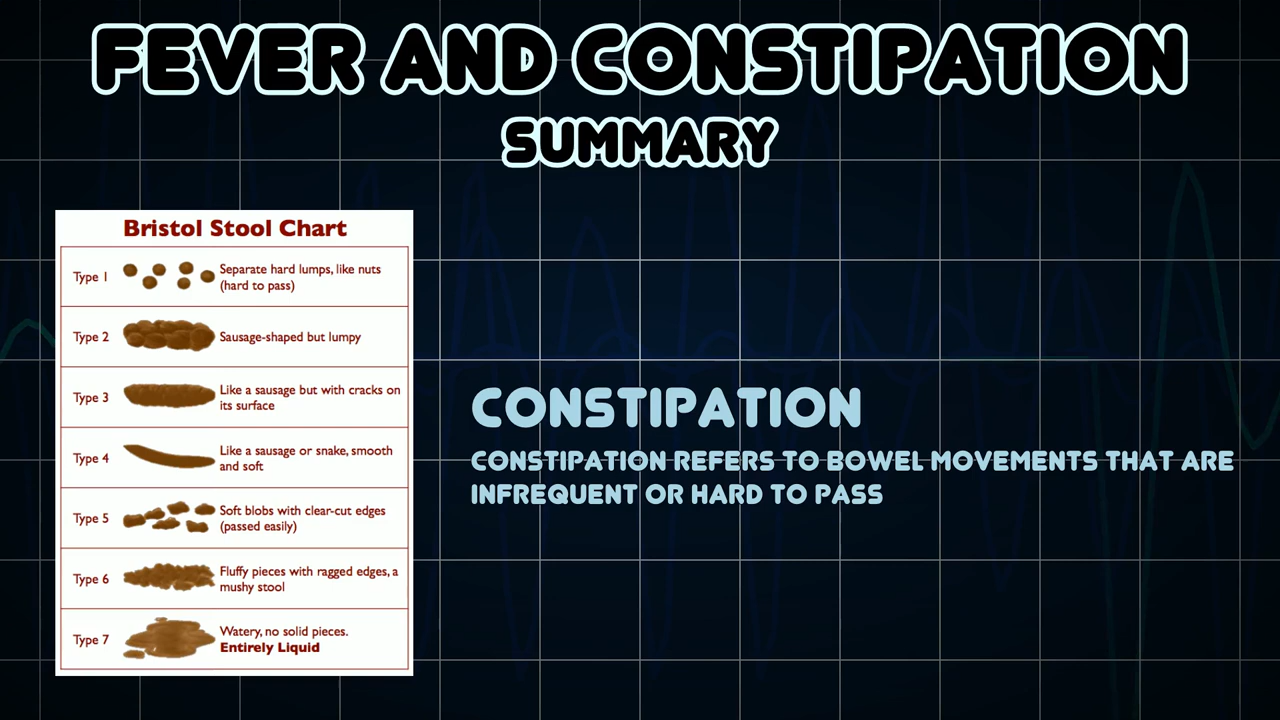 FEVER AND CONSTIPATION
SUMMARY
Bristol Stool Chart
Type 1
Separate hard lumps, like nuts
(hard to pass)
Type 2
Sausage-shaped but lumpy
Type 3
Like a sausage but with cracks on
its surface
Type 4
Like a sausage or snake, smooth
and soft
Type 5
Soft blobs with clear-cut edges
(passed easily)
Type 6
Fluffy pieces with ragged edges, a
mushy stool
Type 7
Watery, no solid pieces.
Entirely Liquid
CONSTIPATION
CONSTIPATION REFERS TO BOWEL MOVEMENTS THAT ARE
INFREQUENT OR HARD TO PASS